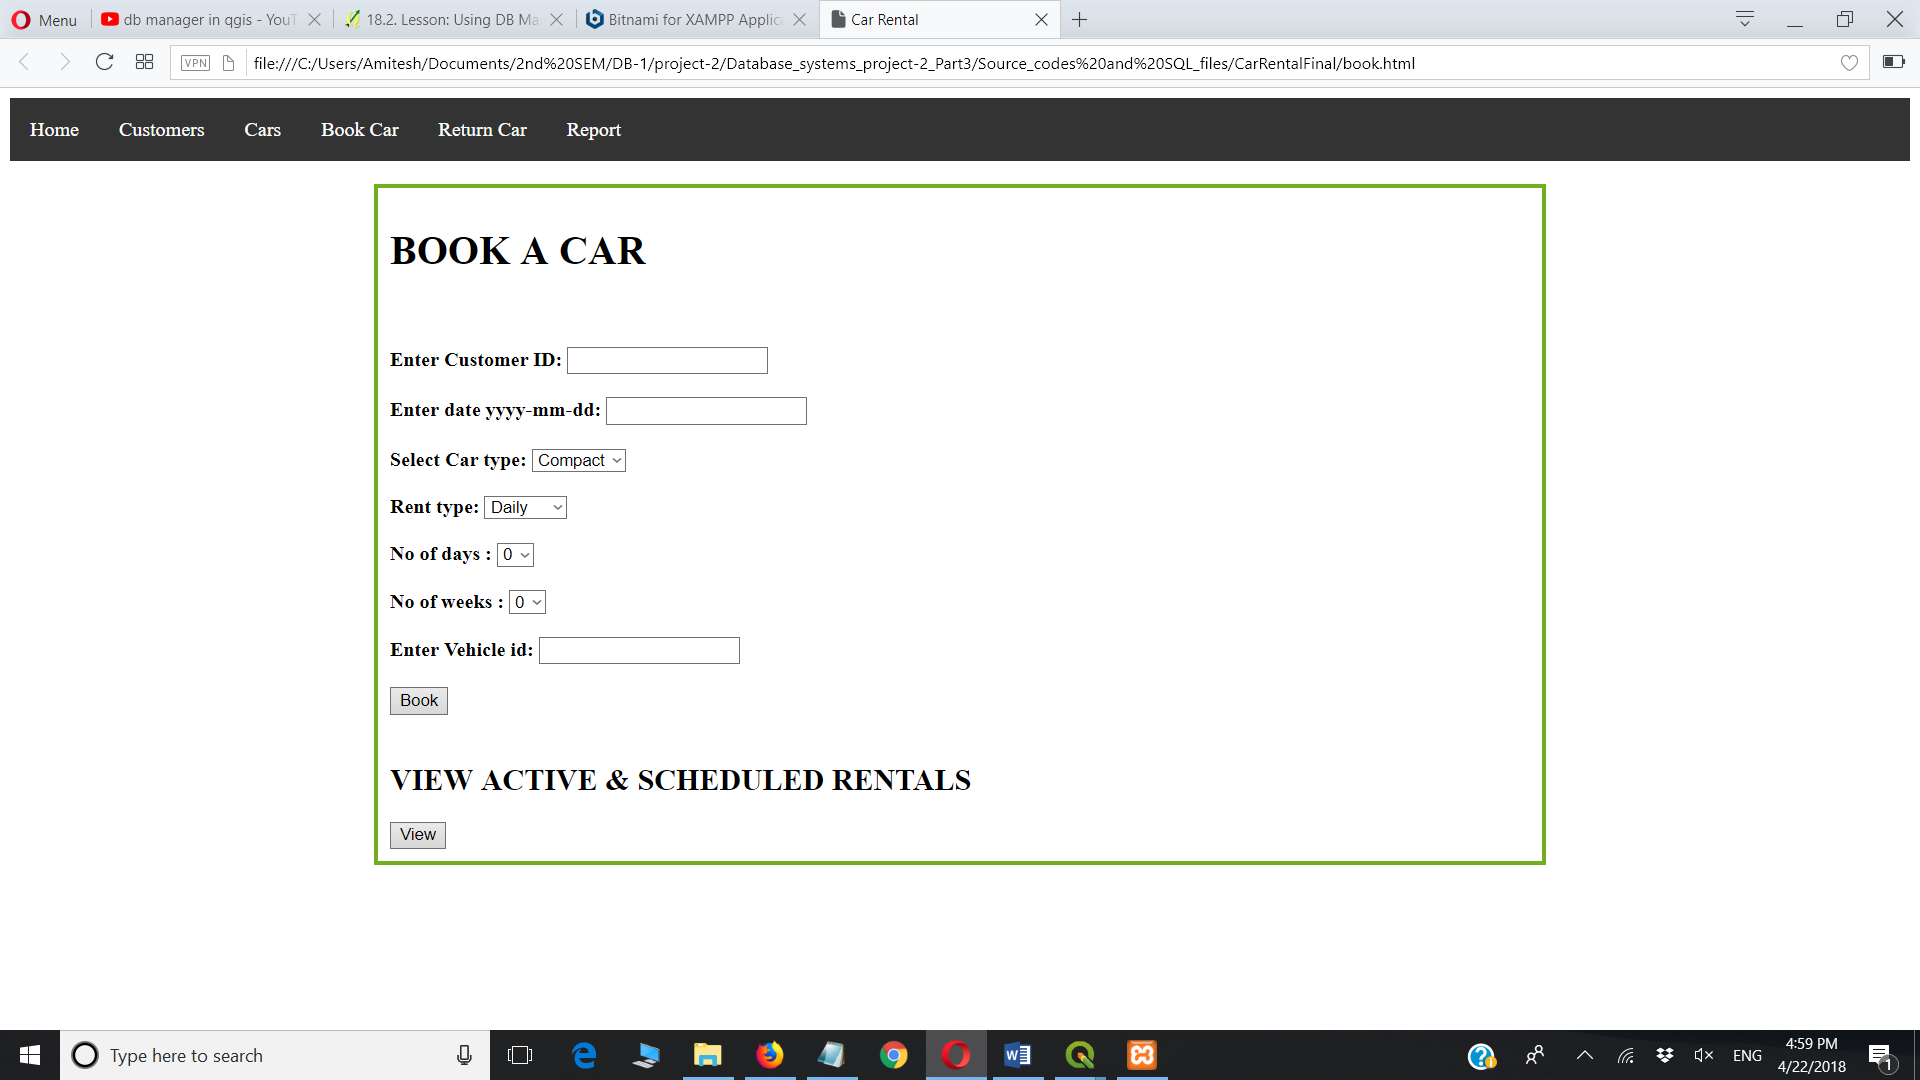 Menu
db manager in qgis - YouT
18.2. Lesson: Using DB Ma
Bitnami for XAMPP Applic
Car Rental
VPN
file:///C:/Users/Amitesh/Documents/2nd%20SEM/DB-1/project-2/Database_systems_project-2_Part3/Source_codes%20and%20SQL_files/CarRentalFinal/book.html
Home Customers Cars Book Car Return Car Report
BOOK A CAR
Enter Customer ID:
Enter date yyyy-mm-dd:
Select Car type: Compact
Rent type: Daily
No of days : 0
No of weeks : 0
Enter Vehicle id:
Book
VIEW ACTIVE & SCHEDULED RENTALS
View
Type here to search
ENG
4:59 PM
4/22/2018
1